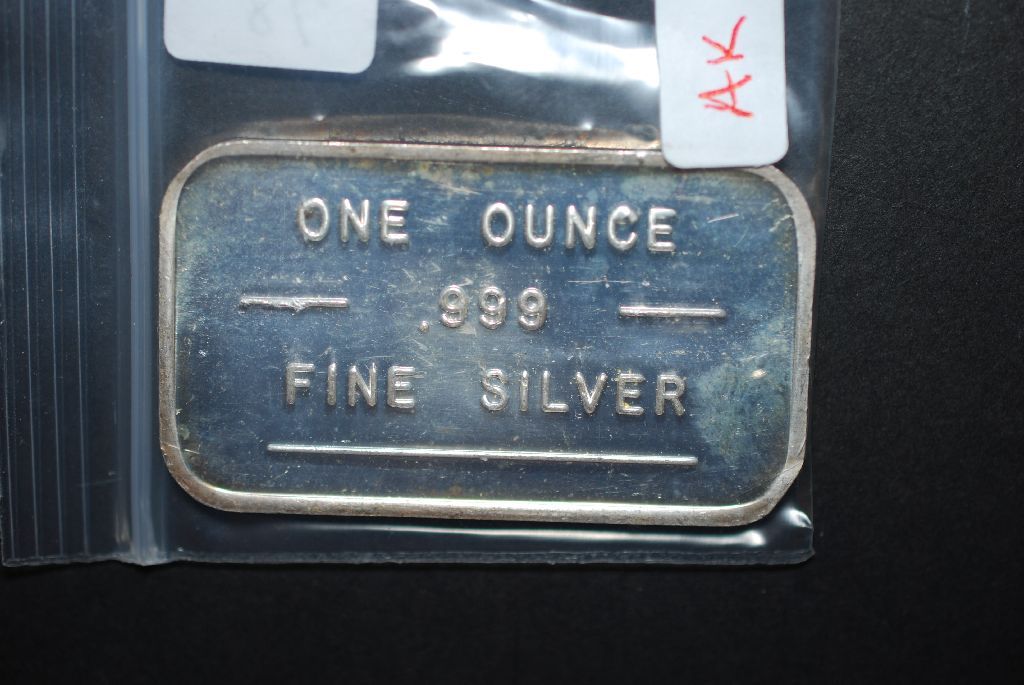 AK
ONE OUNCE
.999
FINE SILVER